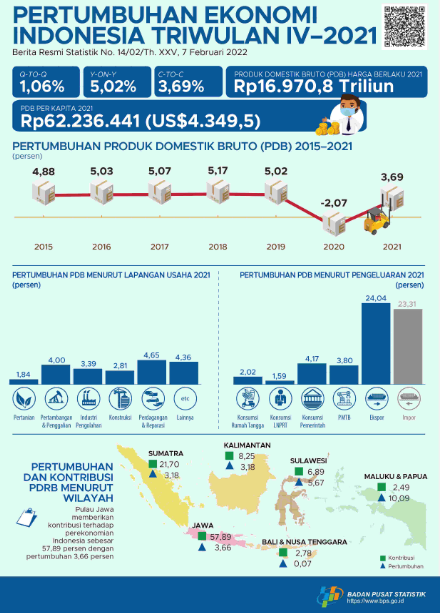 PERTUMBUHAN EKONOMI
INDONESIA TRIWULAN IV–2021
Berita Resmi Statistik No. 14/02/Th. XXV, 7 Februari 2022
Q-TO-Q
1,06%
Y-ON-Y
5,02%
C-TO-C
3,69%
PRODUK DOMESTIK BRUTO (PDB) HARGA BERLAKU 2021
Rp16.970,8 Triliun
PDB PER KAPITA 2021
Rp62.236.441 (US$4.349,5)
PERTUMBUHAN PRODUK DOMESTIK BRUTO (PDB) 2015–2021
(persen)
4,88 5,03 5,07 5,17 5,02 -2,07 3,69
2015 2016 2017 2018 2019 2020 2021
PERTUMBUHAN PDB MENURUT LAPANGAN USAHA 2021
(persen)
1,84 4,00 3,39 2,81 4,65 4,36
etc
Pertanian
Pertambangan
& Penggalian
Industri
Pengolahan
Konstruksi
Perdagangan
& Reparasi
Lainnya
PERTUMBUHAN PDB MENURUT PENGELUARAN 2021
(persen)
2,02 1,59 4,17 3,80 24,04 23,31
Konsumsi
Rumah Tangga
Konsumsi
LNPRT
Konsumsi
Pemerintah
PMTB
Ekspor
Impor
PERTUMBUHAN
DAN KONTRIBUSI
PDRB MENURUT
WILAYAH
Pulau Jawa
memberikan
kontribusi terhadap
perekonomian
Indonesia sebesar
57,89 persen dengan
pertumbuhan 3,66 persen
SUMATRA
21,70
3,18
KALIMANTAN
8,25
3,18
SULAWESI
6,89
5,67
MALUKU & PAPUA
2,49
10,09
JAWA
57,89
3,66
BALI & NUSA TENGGARA
2,78
0,07
Kontribusi
Pertumbuhan
BADAN PUSAT STATISTIK
https://www.bps.go.id